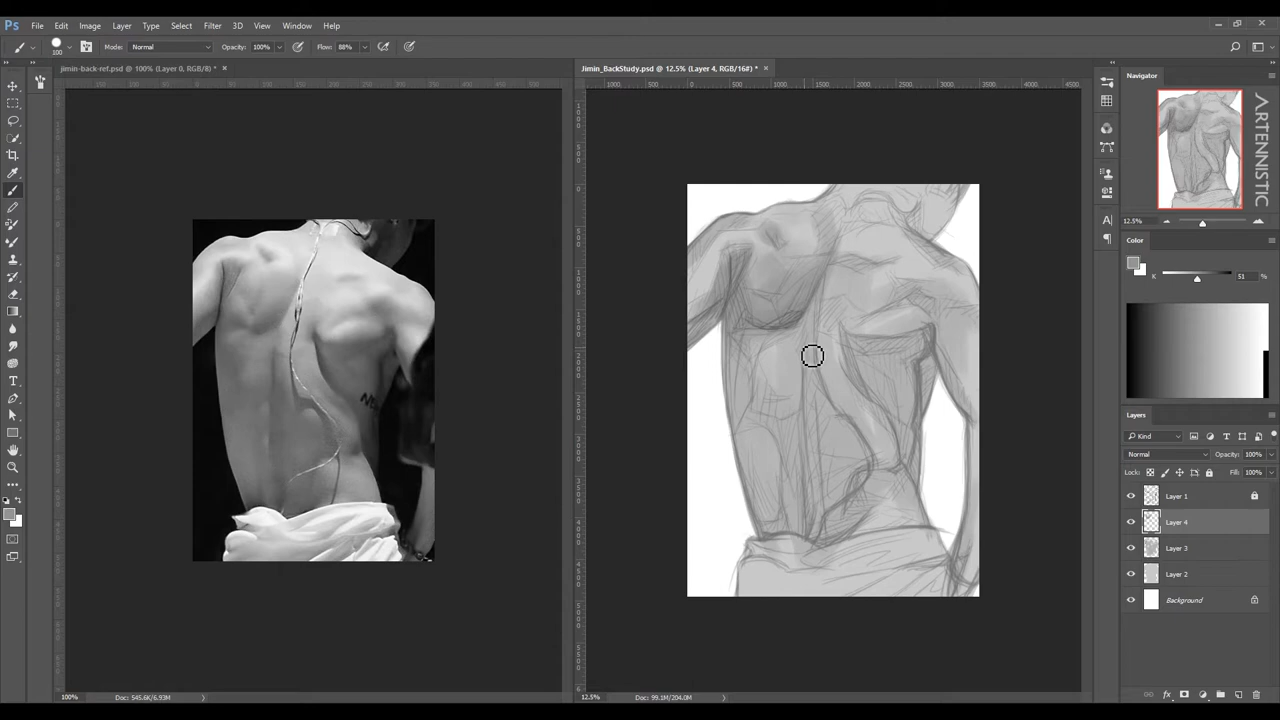 Ps File Edit Image Layer Type Select Filter 3D View Window Help
100 Mode: Normal Opacity: 100% Flow: 88%
jimin-back-ref.psd @ 100% (Layer 0, RGB/8) * ×
Jimin_BackStudy.psd @ 12.5% (Layer 4, RGB/16#) * ×
Navigator
ARTENNISTIC
12.5%
Color
K 51 %
Layers
Kind
Normal Opacity: 100%
Lock: Fill: 100%
Layer 1
Layer 4
Layer 3
Layer 2
Background
100% Doc: 545.6K/6.93M
12.5% Doc: 99.1M/204.0M